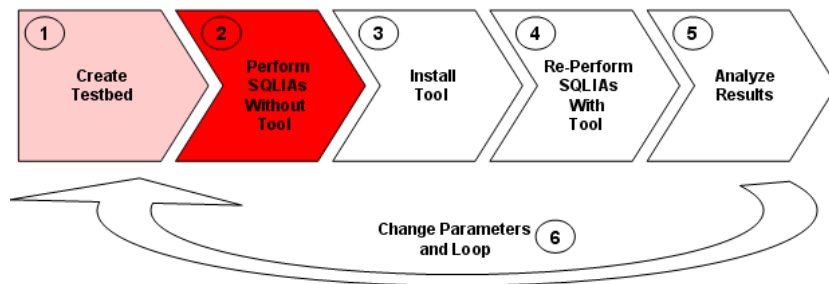 1
Create
Testbed
2
Perform
SQLIAs
Without
Tool
3
Install
Tool
4
Re-Perform
SQLIAs
With
Tool
5
Analyze
Results
Change Parameters
and Loop
6